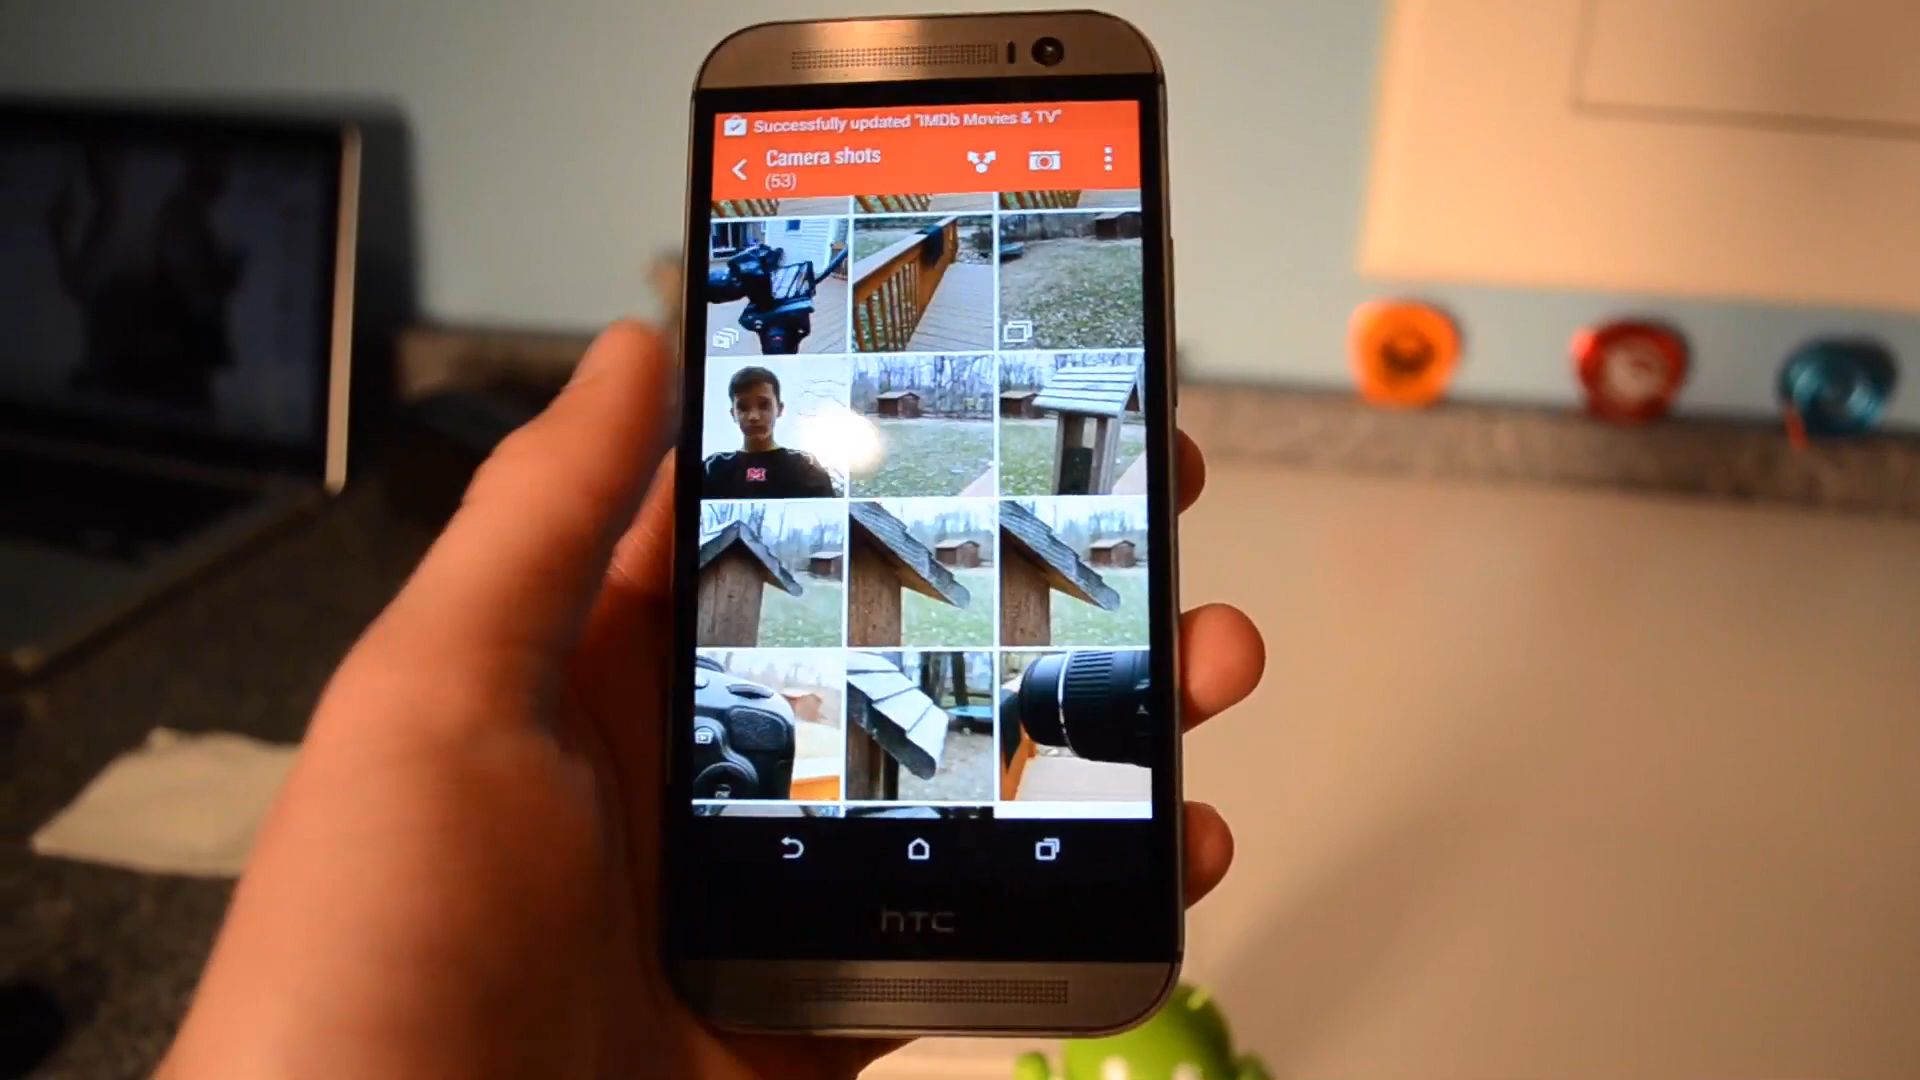 Successfully updated "IMDb Movies & TV"
Camera shots
(53)
M
hTC